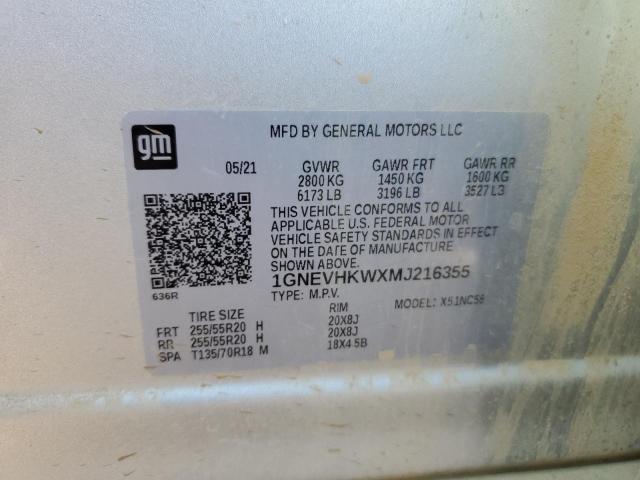 gm
MFD BY GENERAL MOTORS LLC
05/21 GVWR GAWR FRT GAWR RR
2800 KG 1450 KG 1600 KG
6173 LB 3196 LB 3527 LB
THIS VEHICLE CONFORMS TO ALL
APPLICABLE U.S. FEDERAL MOTOR
VEHICLE SAFETY STANDARDS IN EFFECT
ON THE DATE OF MANUFACTURE
SHOWN ABOVE.
1GNEVHKWXMJ216355
636R TYPE: M.P.V. MODEL: X51NC56
TIRE SIZE RIM
FRT 255/55R20 H 20X8J
RR 255/55R20 H 20X8J
SPA T135/70R18 M 18X4.5B